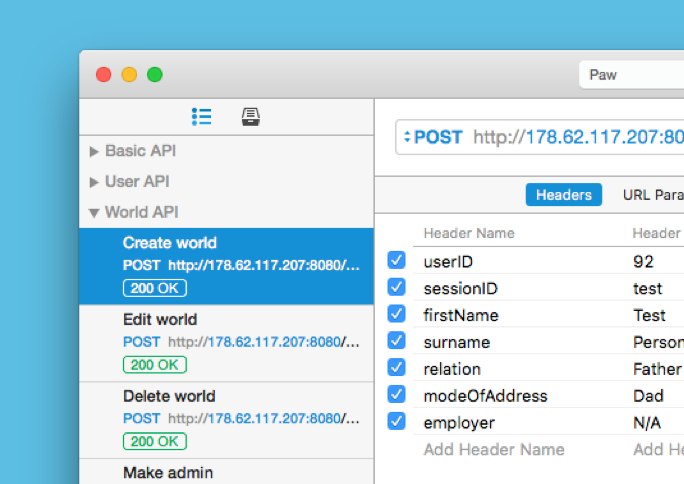 Paw
Basic API
User API
World API
Create world
POST http://178.62.117.207:8080/...
200 OK
Edit world
POST http://178.62.117.207:8080/...
200 OK
Delete world
POST http://178.62.117.207:8080/...
200 OK
Make admin
POST http://178.62.117.207:80
Headers URL Para
Header Name Header
userID 92
sessionID test
firstName Test
surname Person
relation Father
modeOfAddress Dad
employer N/A
Add Header Name Add He